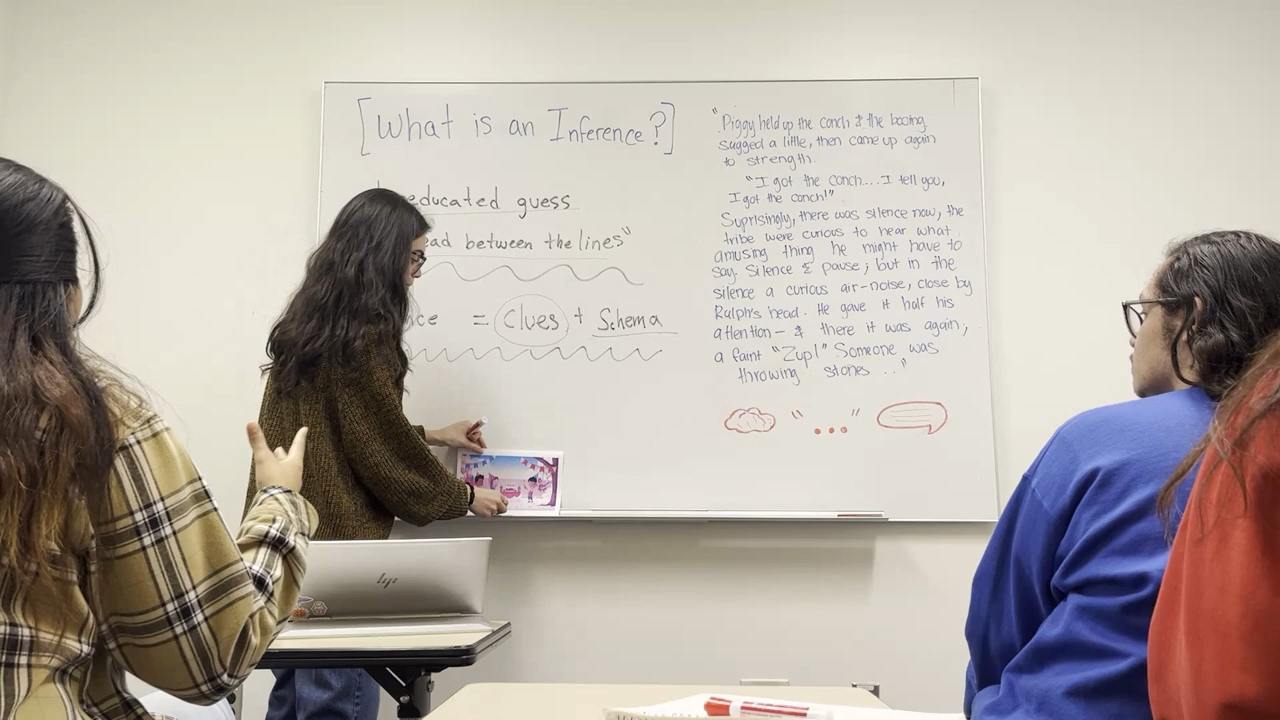 [What is an Inference?]
educated guess
ead between the lines"
ce = Clues + Schema
"Piggy held up the conch & the booing
sagged a little, then came up again
to strength.
"I got the conch....I tell you,
I got the conch!"
Suprisingly, there was silence now, the
tribe were curious to hear what
amusing thing he might have to
say. Silence & pause; but in the
silence a curious air-noise, close by
Ralph's head. He gave it half his
attention- & there it was again;
a faint "Zup!" Someone was
throwing stones ..."
" ... "
hp